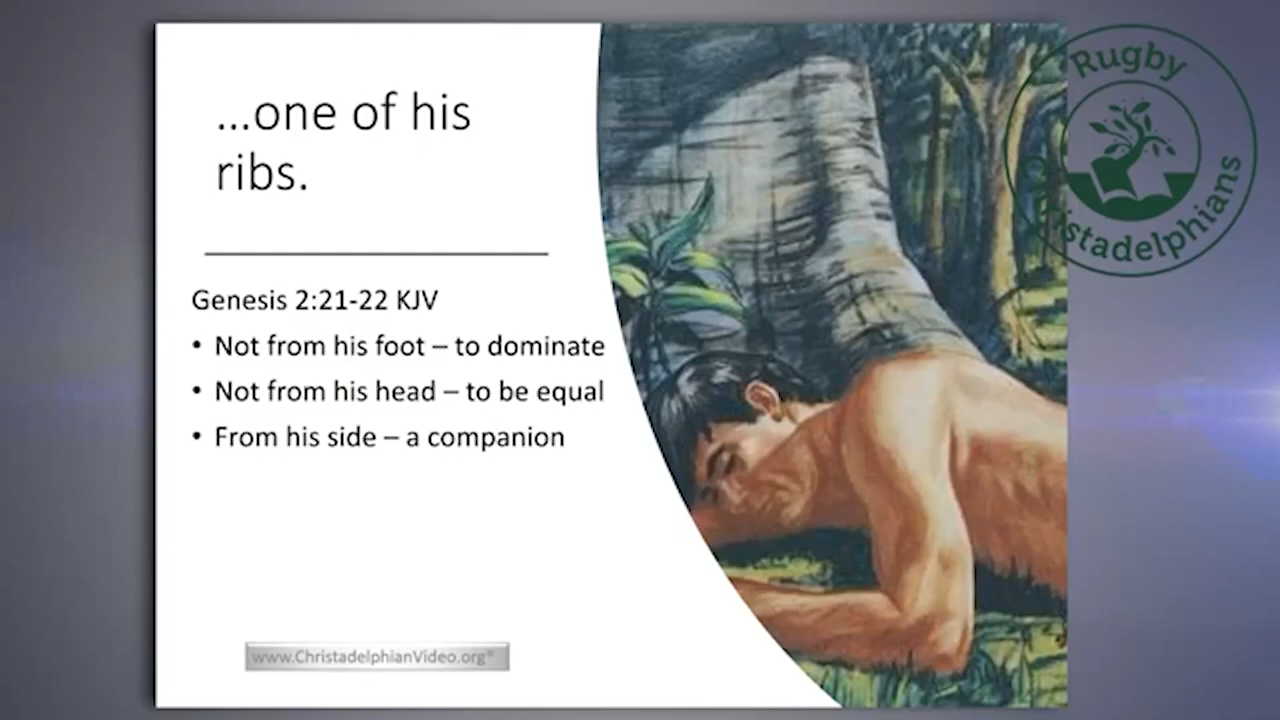 ...one of his
ribs.
Genesis 2:21-22 KJV
• Not from his foot – to dominate
• Not from his head – to be equal
• From his side – a companion
www.ChristadelphianVideo.org®
Rugby
Christadelphians